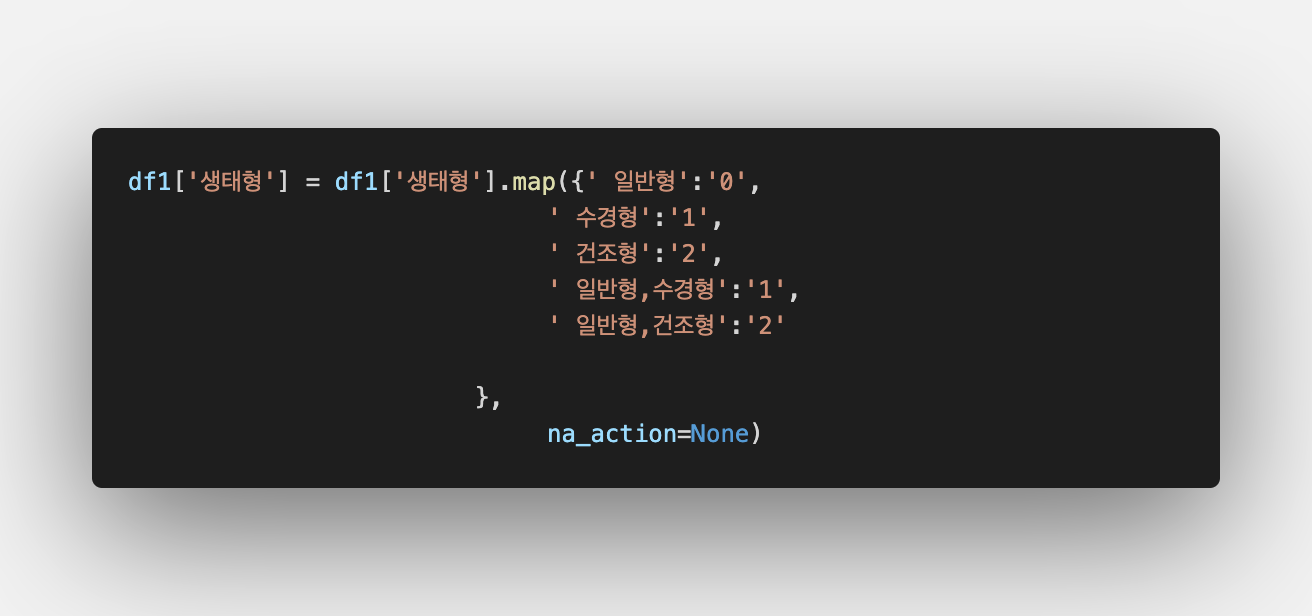 df1['생태형'] = df1['생태형'].map({' 일반형':'0',
' 수경형':'1',
' 건조형':'2',
' 일반형,수경형':'1',
' 일반형,건조형':'2'
},
na_action=None)